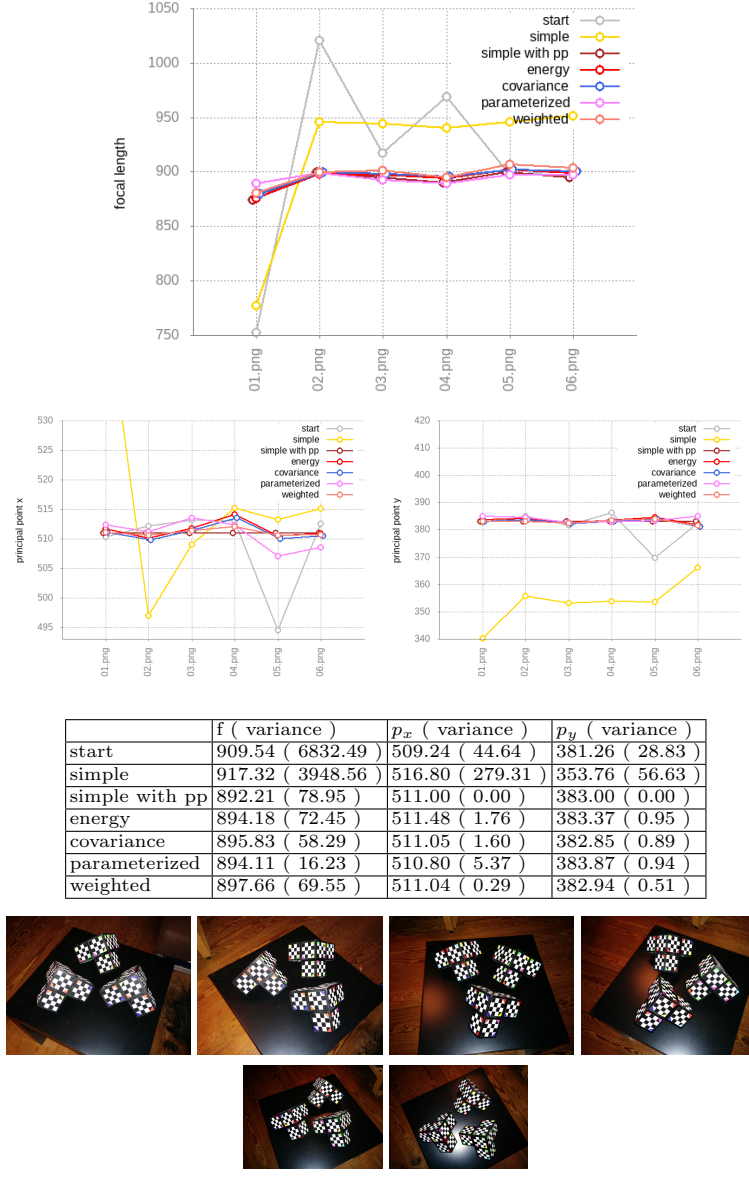 1050
1000
950
900
850
800
750
focal length
start
simple
simple with pp
energy
covariance
parameterized
weighted
01.png
02.png
03.png
04.png
05.png
06.png
530
525
520
515
510
505
500
495
principal point x
start
simple
simple with pp
energy
covariance
parameterized
weighted
01.png
02.png
03.png
04.png
05.png
06.png
420
410
400
390
380
370
360
350
340
principal point y
start
simple
simple with pp
energy
covariance
parameterized
weighted
01.png
02.png
03.png
04.png
05.png
06.png
f ( variance ) pₓ ( variance ) p_y ( variance )
start 909.54 ( 6832.49 ) 509.24 ( 44.64 ) 381.26 ( 28.83 )
simple 917.32 ( 3948.56 ) 516.80 ( 279.31 ) 353.76 ( 56.63 )
simple with pp 892.21 ( 78.95 ) 511.00 ( 0.00 ) 383.00 ( 0.00 )
energy 894.18 ( 72.45 ) 511.48 ( 1.76 ) 383.37 ( 0.95 )
covariance 895.83 ( 58.29 ) 511.05 ( 1.60 ) 382.85 ( 0.89 )
parameterized 894.11 ( 16.23 ) 510.80 ( 5.37 ) 383.87 ( 0.94 )
weighted 897.66 ( 69.55 ) 511.04 ( 0.29 ) 382.94 ( 0.51 )